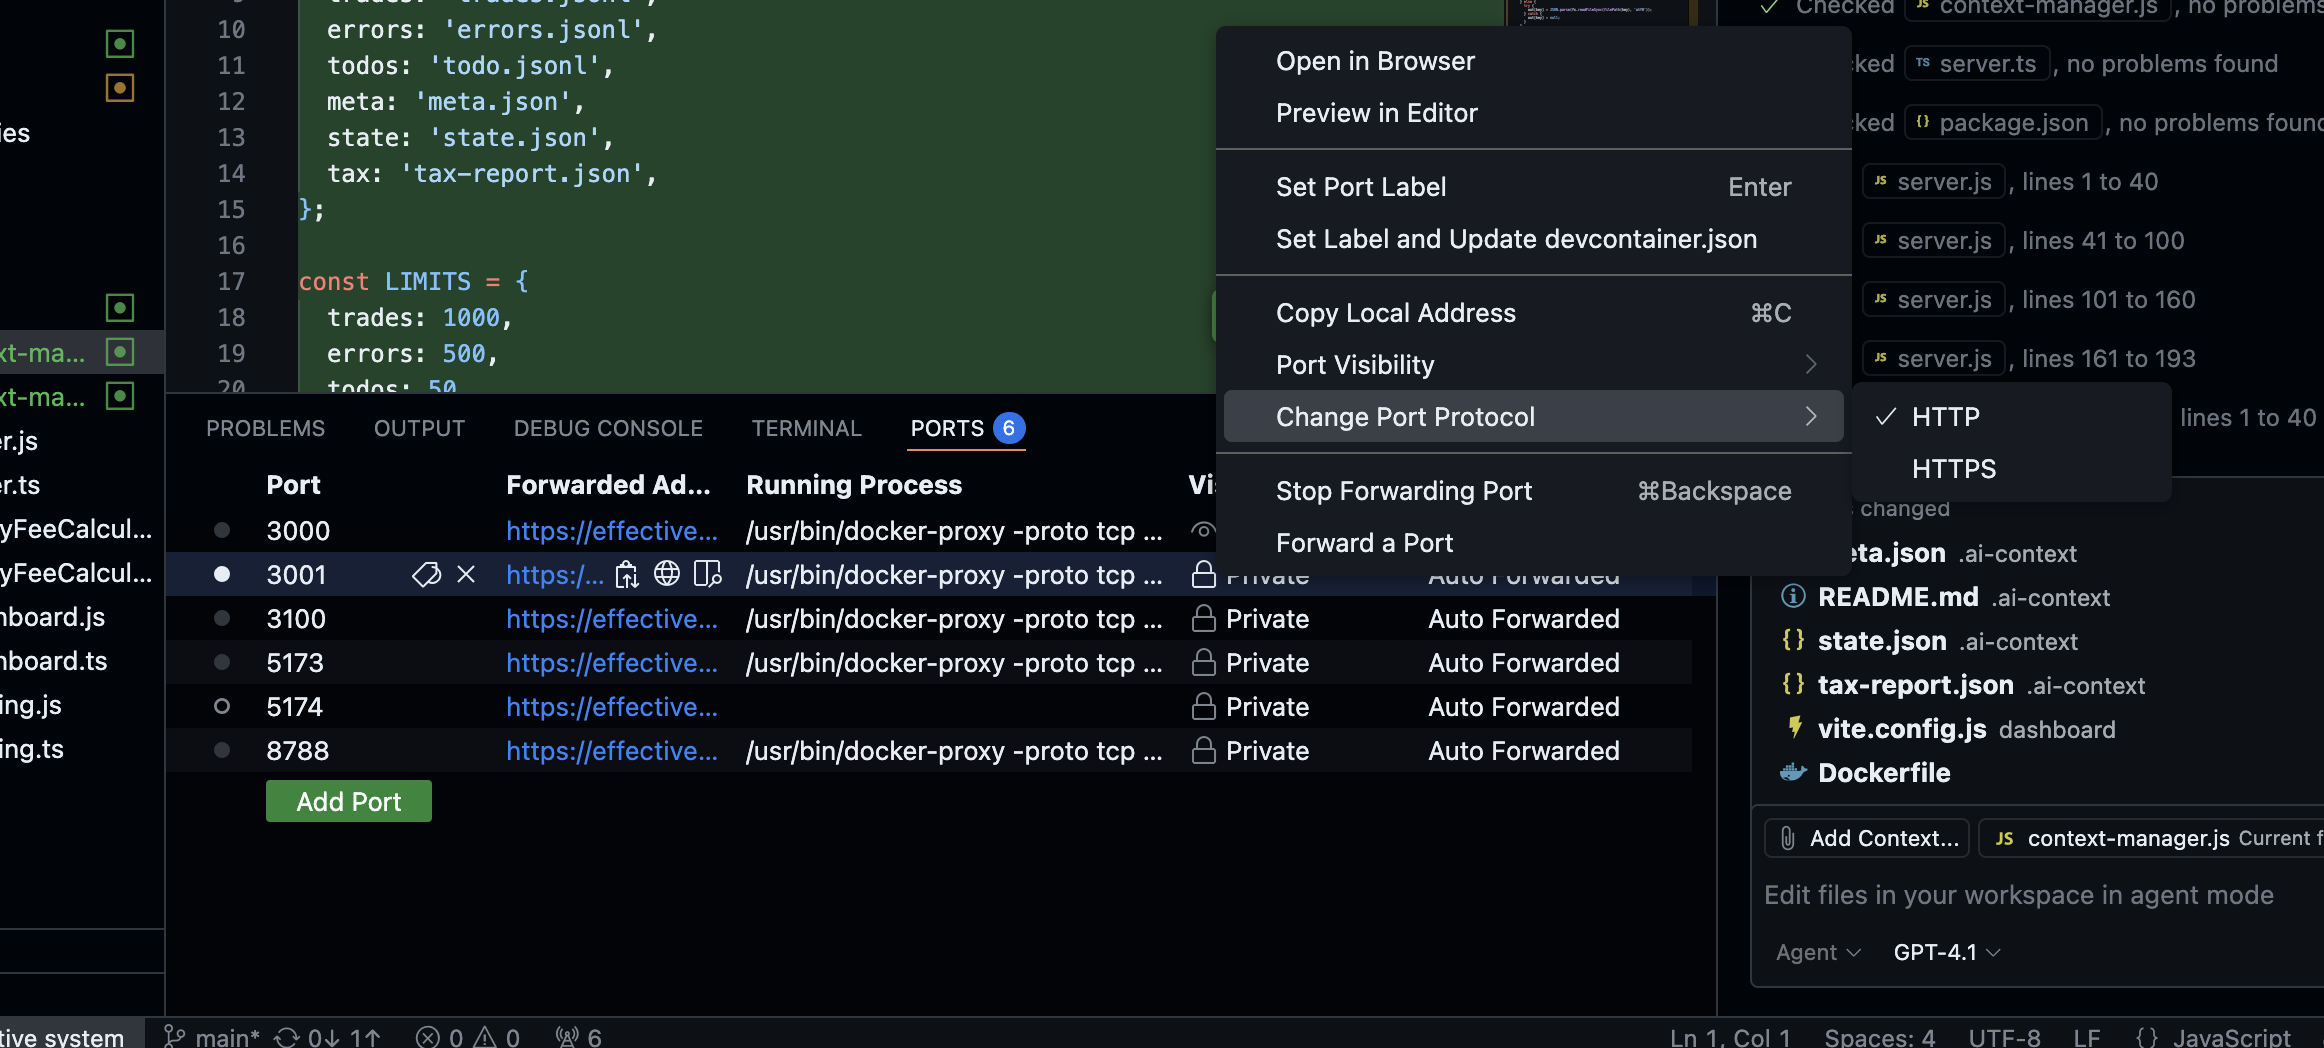 trades: 'trades.jsonl',
10 errors: 'errors.jsonl',
11 todos: 'todo.jsonl',
12 meta: 'meta.json',
13 state: 'state.json',
14 tax: 'tax-report.json',
15 };
16
17 const LIMITS = {
18 trades: 1000,
19 errors: 500,
20 todos: 50
ies
xt-ma...
xt-ma...
er.js
er.ts
yFeeCalcul...
yFeeCalcul...
nboard.js
nboard.ts
ing.js
ing.ts
Open in Browser
Preview in Editor
Set Port Label Enter
Set Label and Update devcontainer.json
Copy Local Address ⌘C
Port Visibility
Change Port Protocol
Stop Forwarding Port ⌘Backspace
Forward a Port
✓ HTTP
HTTPS
✓ Checked JS context-manager.js, no problems
ked TS server.ts, no problems found
ked {} package.json, no problems foun
JS server.js, lines 1 to 40
JS server.js, lines 41 to 100
JS server.js, lines 101 to 160
JS server.js, lines 161 to 193
lines 1 to 40
PROBLEMS OUTPUT DEBUG CONSOLE TERMINAL PORTS 6
Port Forwarded Ad... Running Process Vi
3000 https://effective... /usr/bin/docker-proxy -proto tcp ...
3001 https:/... /usr/bin/docker-proxy -proto tcp ... Private Auto Forwarded
3100 https://effective... /usr/bin/docker-proxy -proto tcp ... Private Auto Forwarded
5173 https://effective... /usr/bin/docker-proxy -proto tcp ... Private Auto Forwarded
5174 https://effective... Private Auto Forwarded
8788 https://effective... /usr/bin/docker-proxy -proto tcp ... Private Auto Forwarded
Add Port
changed
eta.json .ai-context
README.md .ai-context
{} state.json .ai-context
{} tax-report.json .ai-context
vite.config.js dashboard
Dockerfile
Add Context... JS context-manager.js Current f
Edit files in your workspace in agent mode
Agent GPT-4.1
tive system main* 0↓ 1↑ 0 0 6 Ln 1, Col 1 Spaces: 4 UTF-8 LF {} JavaScript